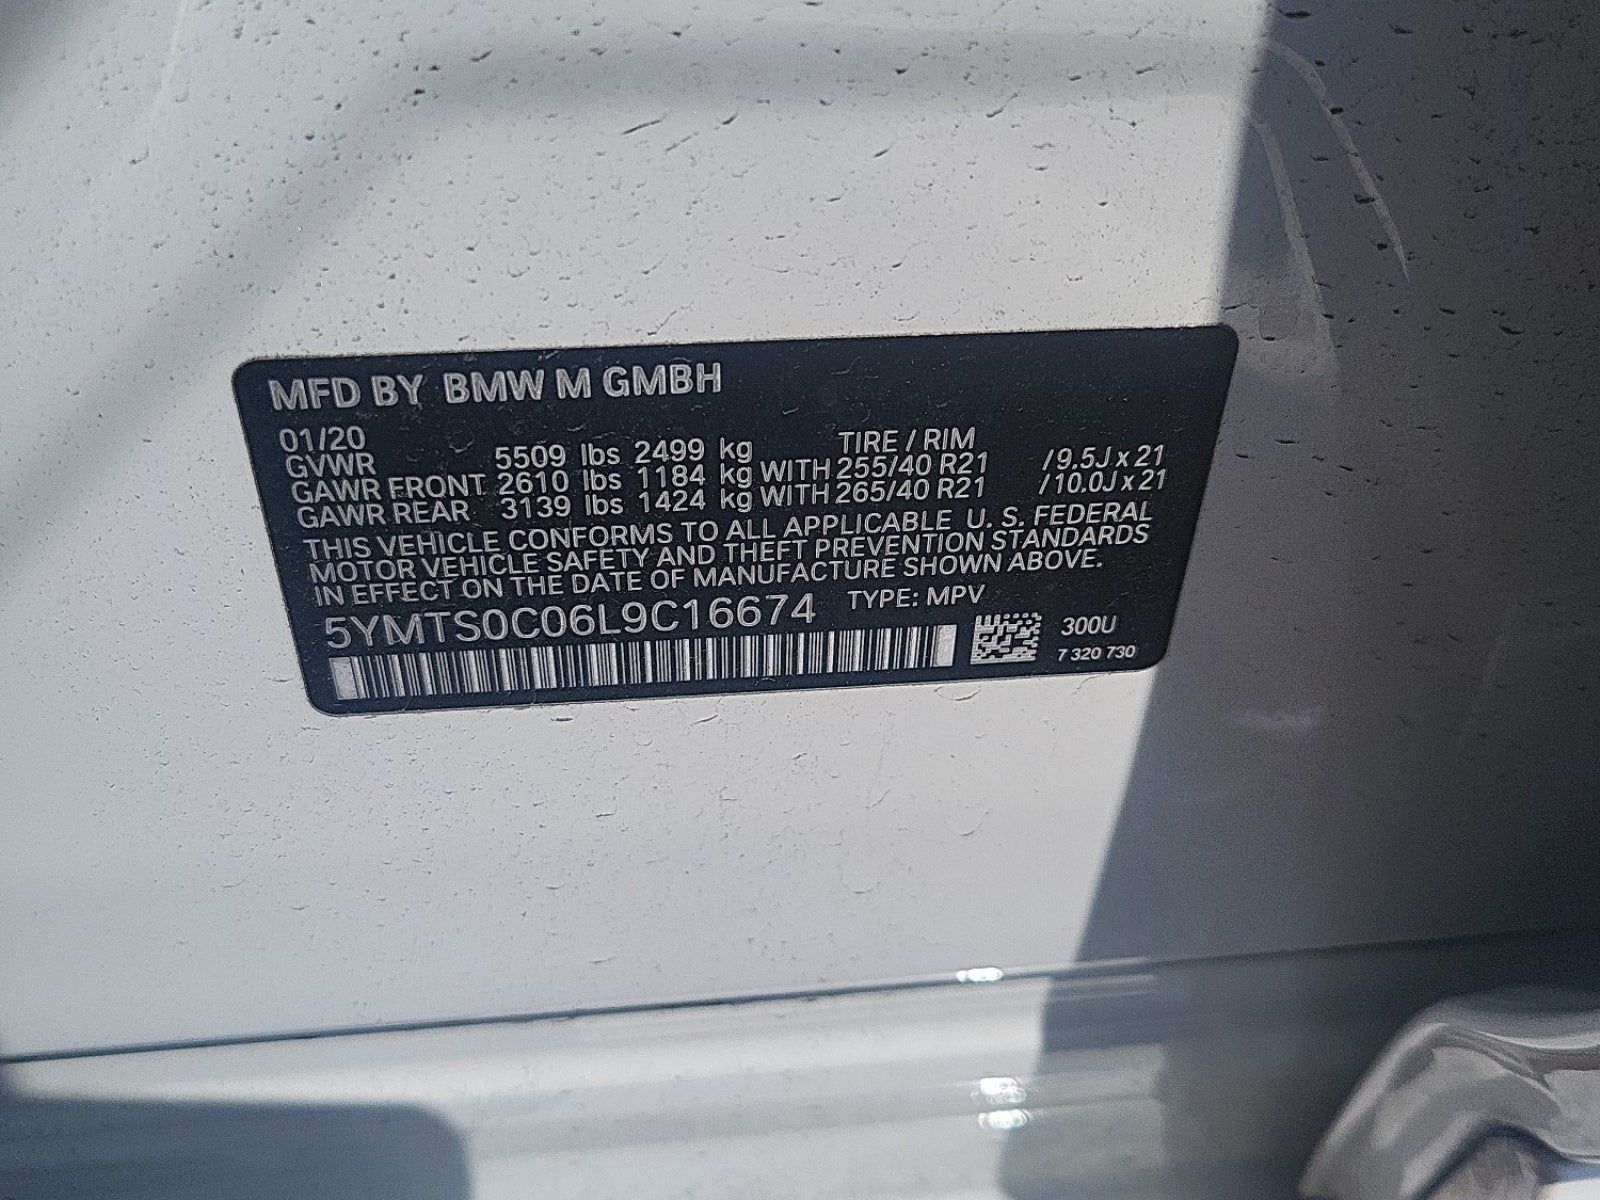 MFD BY BMW M GMBH
01/20
GVWR 5509 lbs 2499 kg TIRE / RIM
GAWR FRONT 2610 lbs 1184 kg WITH 255/40 R21 /9.5J x 21
GAWR REAR 3139 lbs 1424 kg WITH 265/40 R21 /10.0J x 21
THIS VEHICLE CONFORMS TO ALL APPLICABLE U. S. FEDERAL
MOTOR VEHICLE SAFETY AND THEFT PREVENTION STANDARDS
IN EFFECT ON THE DATE OF MANUFACTURE SHOWN ABOVE.
5YMTS0C06L9C16674 TYPE: MPV
300U
7 320 730